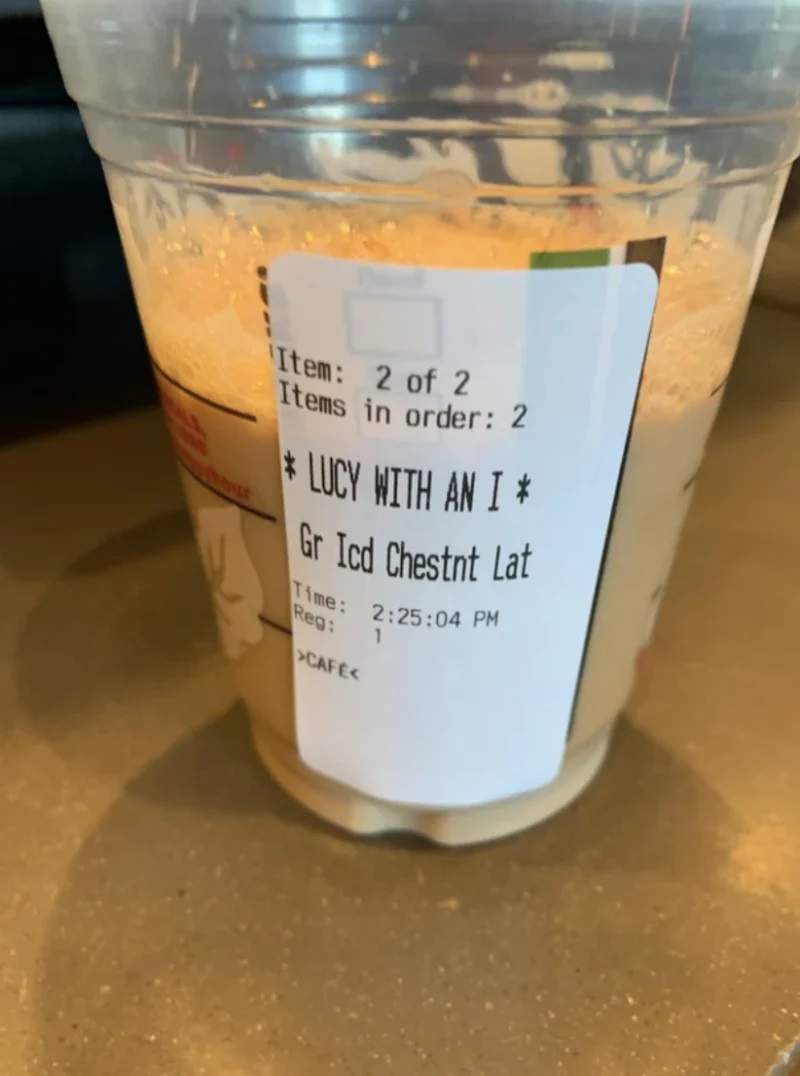 Item: 2 of 2
Items in order: 2
* LUCY WITH AN I *
Gr Icd Chestnt Lat
Time: 2:25:04 PM
Reg: 1
>CAFÉ<